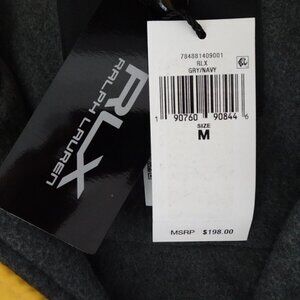 RLX
RALPH LAUREN
784881409001
RLX
GRY/NAVY
1 90760 90844 6
SIZE
M
MSRP $198.00